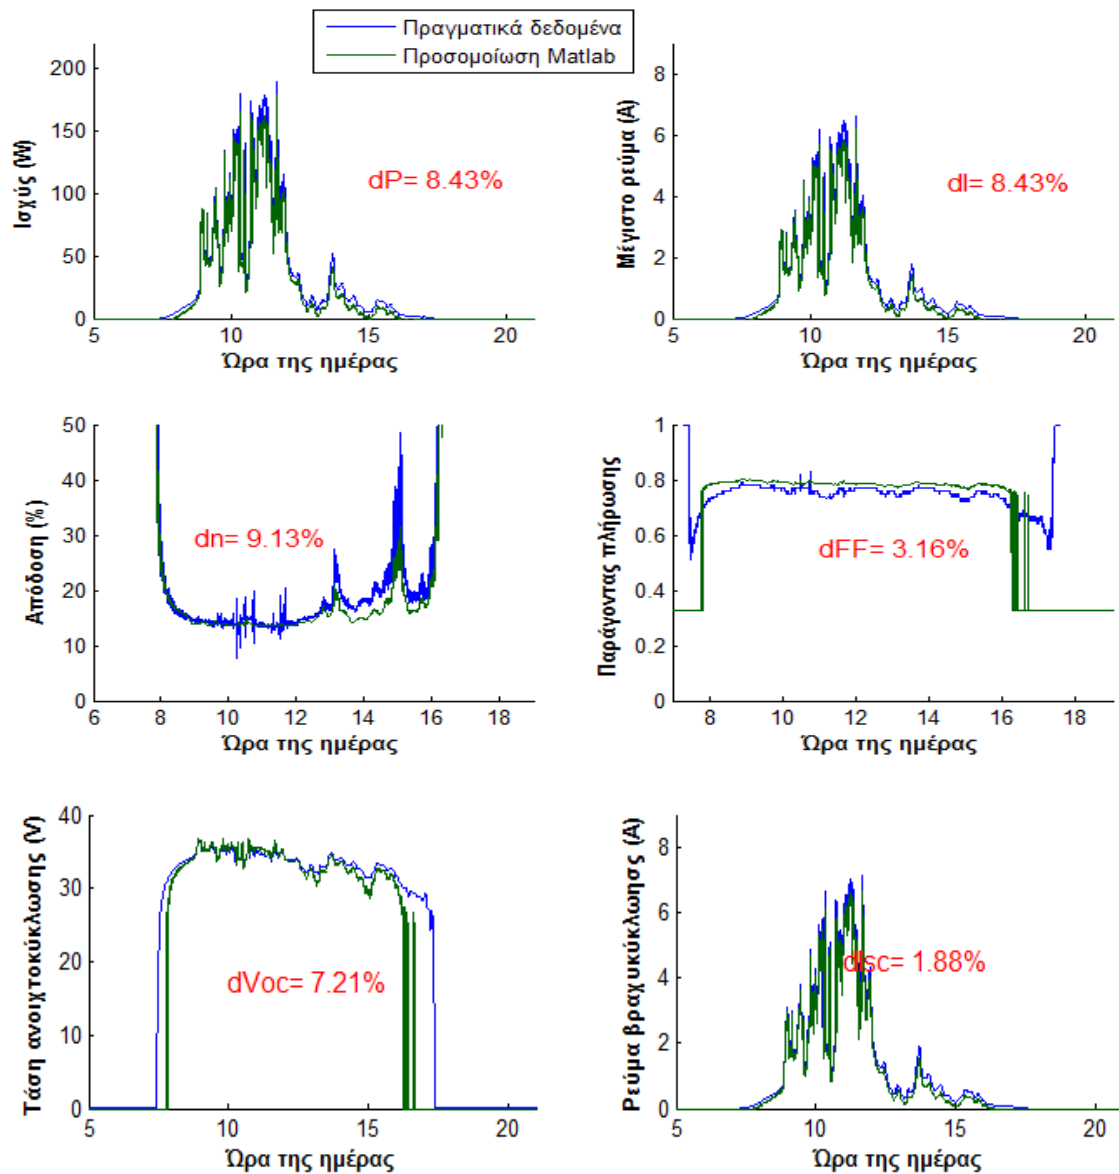 Πραγματικά δεδομένα
Προσομοίωση Matlab
200
150
100
50
0
Ισχύς (W)
dP= 8.43%
5 10 15 20
Ώρα της ημέρας
8
6
4
2
0
Μέγιστο ρεύμα (A)
dI= 8.43%
5 10 15 20
Ώρα της ημέρας
50
40
30
20
10
0
Απόδοση (%)
dn= 9.13%
6 8 10 12 14 16 18
Ώρα της ημέρας
1
0.8
0.6
0.4
0.2
0
Παράγοντας πλήρωσης
dFF= 3.16%
8 10 12 14 16 18
Ώρα της ημέρας
40
30
20
10
0
Τάση ανοιχτοκύκλωσης (V)
dVoc= 7.21%
5 10 15 20
Ώρα της ημέρας
8
6
4
2
0
Ρεύμα βραχυκύκλωησς (A)
dIsc= 1.88%
5 10 15 20
Ώρα της ημέρας